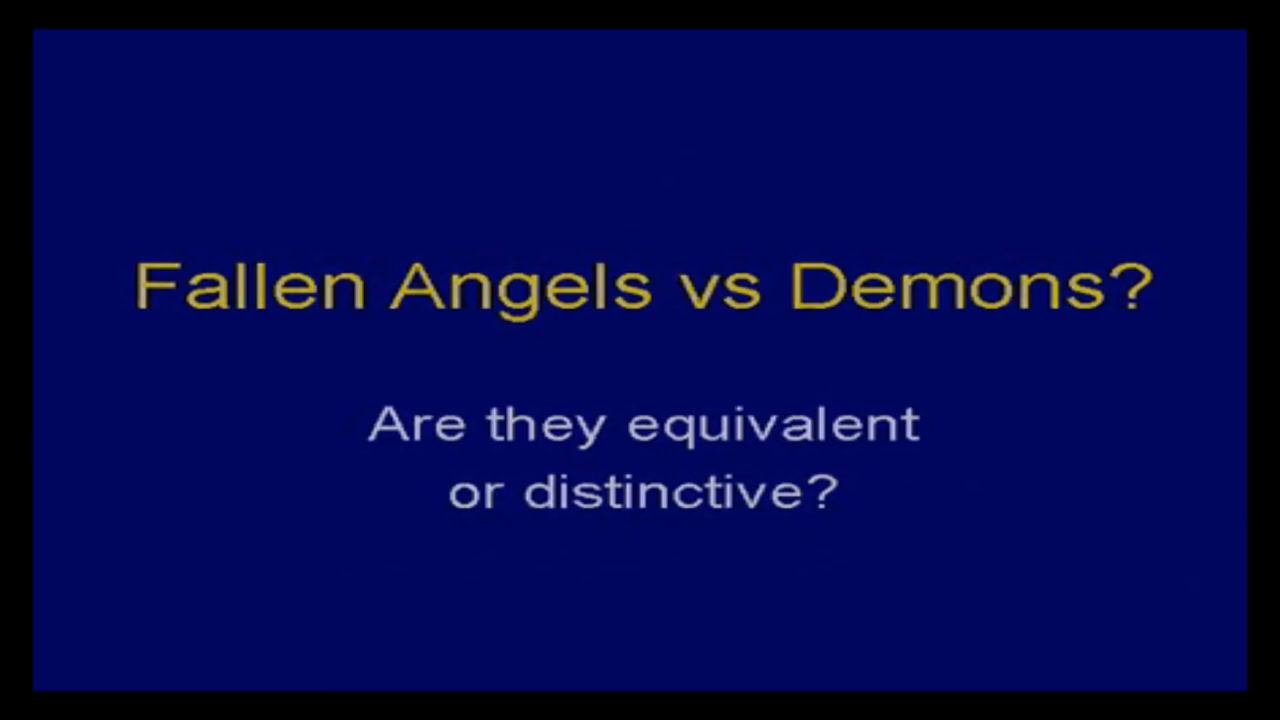 Fallen Angels vs Demons?
Are they equivalent
or distinctive?